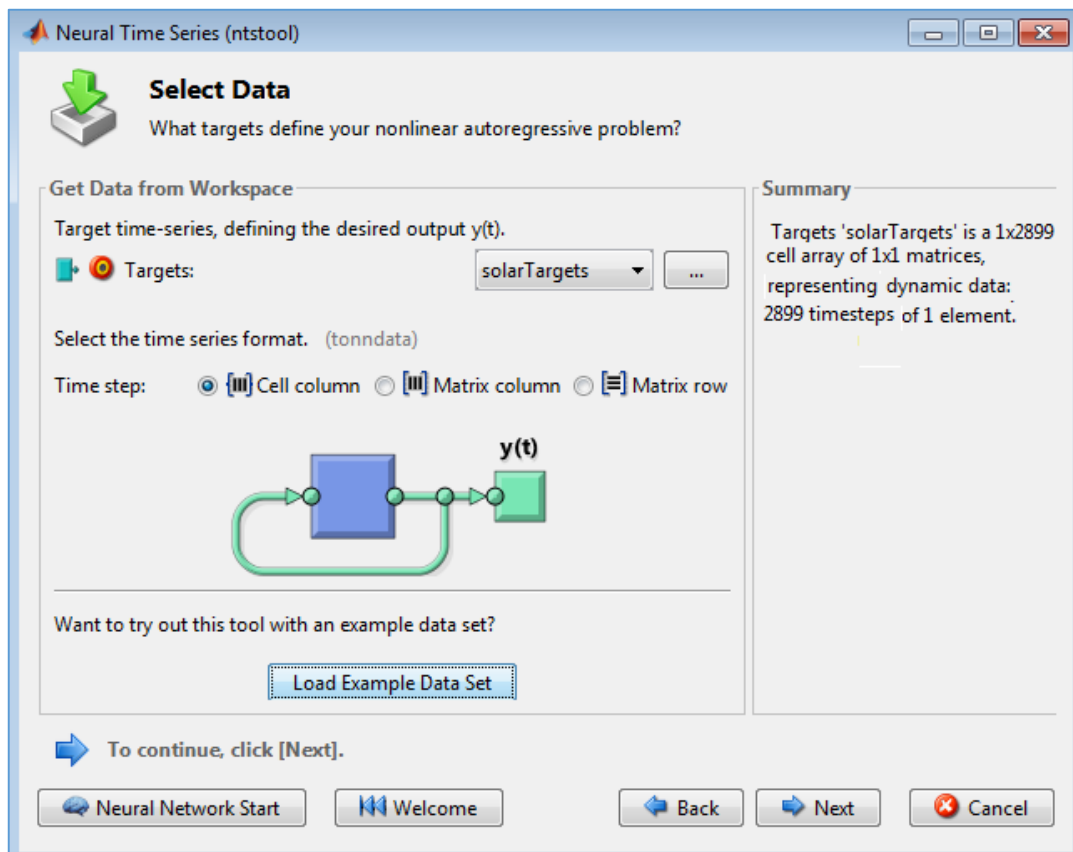 Neural Time Series (ntstool)
Select Data
What targets define your nonlinear autoregressive problem?
Get Data from Workspace
Target time-series, defining the desired output y(t).
Targets:
solarTargets
...
Select the time series format. (tonndata)
Time step:
Cell column
Matrix column
Matrix row
y(t)
Want to try out this tool with an example data set?
Load Example Data Set
Summary
Targets 'solarTargets' is a 1x2899
cell array of 1x1 matrices,
representing dynamic data:
2899 timesteps of 1 element.
To continue, click [Next].
Neural Network Start
Welcome
Back
Next
Cancel